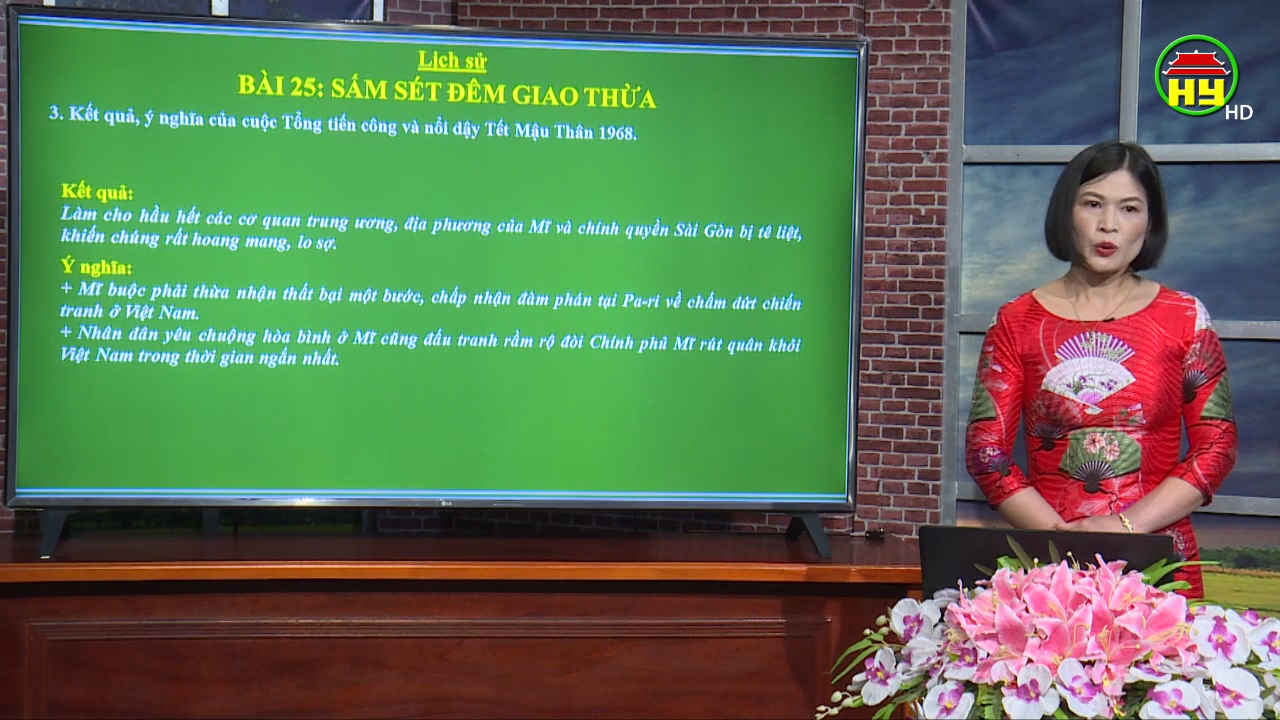 Lịch sử
BÀI 25: SẤM SÉT ĐÊM GIAO THỪA
3. Kết quả, ý nghĩa của cuộc Tổng tiến công và nổi dậy Tết Mậu Thân 1968.
Kết quả:
Làm cho hầu hết các cơ quan trung ương, địa phương của Mĩ và chính quyền Sài Gòn bị tê liệt,
khiến chúng rất hoang mang, lo sợ.
Ý nghĩa:
+ Mĩ buộc phải thừa nhận thất bại một bước, chấp nhận đàm phán tại Pa-ri về chấm dứt chiến
tranh ở Việt Nam.
+ Nhân dân yêu chuộng hòa bình ở Mĩ cũng đấu tranh rầm rộ đòi Chính phủ Mĩ rút quân khỏi
Việt Nam trong thời gian ngắn nhất.
LG
HY
HD